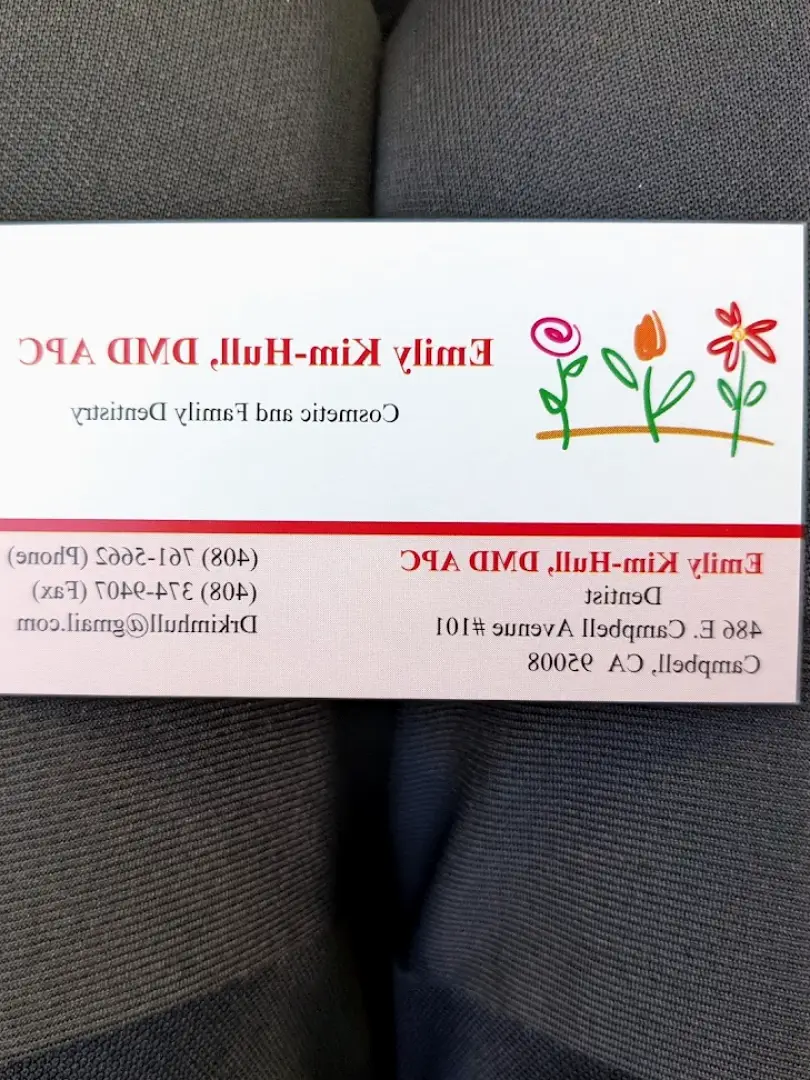 Emily Kim-Hull, DMD APC
Cosmetic and Family Dentistry
Emily Kim-Hull, DMD APC
Dentist
486 E. Campbell Avenue #101
Campbell, CA 95008
(408) 761-5662 (Phone)
(408) 374-9407 (Fax)
Drkimhull@gmail.com